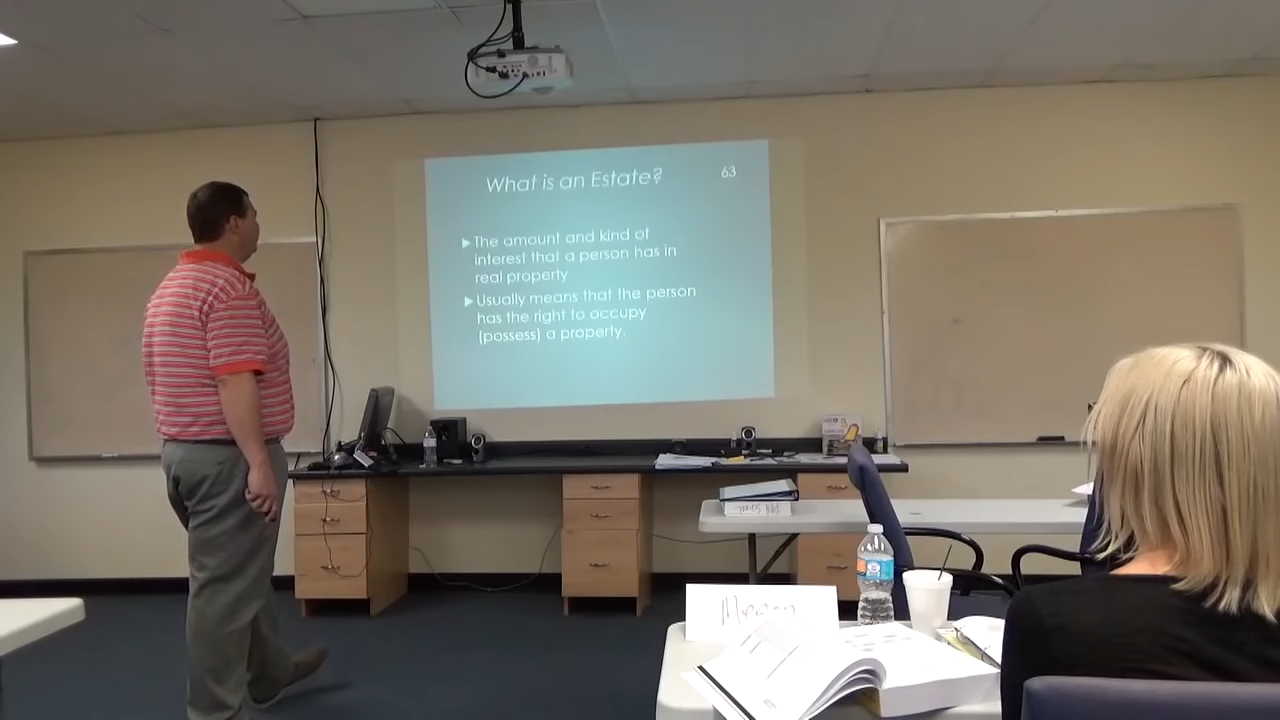 What is an Estate?
63
The amount and kind of
interest that a person has in
real property
Usually means that the person
has the right to occupy
(possess) a property.